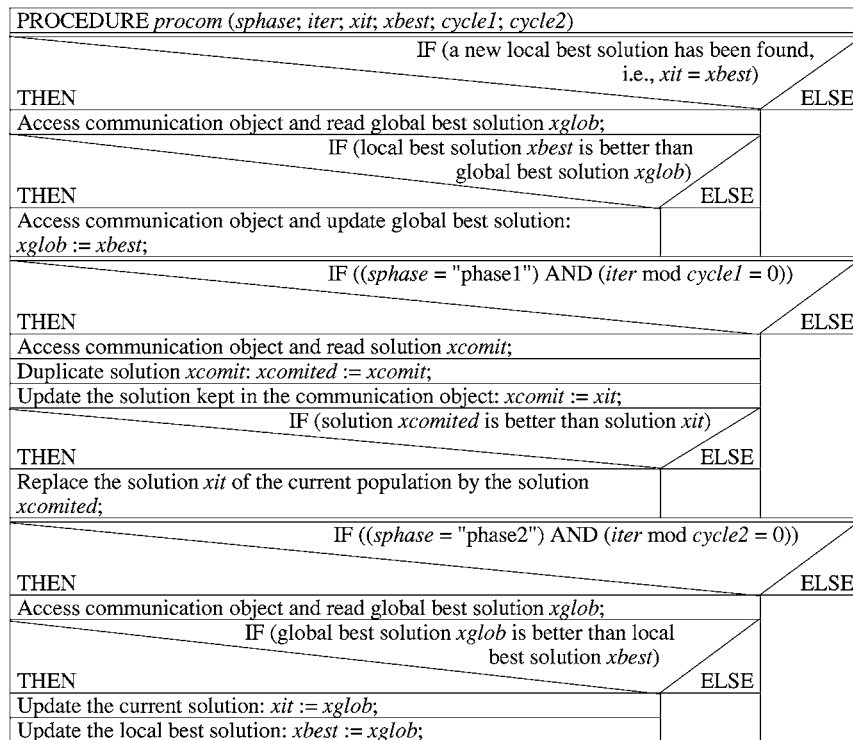 PROCEDURE procom (sphase; iter; xit; xbest; cycle1; cycle2)
IF (a new local best solution has been found,
i.e., xit = xbest)
THEN ELSE
Access communication object and read global best solution xglob;
IF (local best solution xbest is better than
global best solution xglob)
THEN ELSE
Access communication object and update global best solution:
xglob := xbest;
IF ((sphase = "phase1") AND (iter mod cycle1 = 0))
THEN ELSE
Access communication object and read solution xcomit;
Duplicate solution xcomit: xcomited := xcomit;
Update the solution kept in the communication object: xcomit := xit;
IF (solution xcomited is better than solution xit)
THEN ELSE
Replace the solution xit of the current population by the solution
xcomited;
IF ((sphase = "phase2") AND (iter mod cycle2 = 0))
THEN ELSE
Access communication object and read global best solution xglob;
IF (global best solution xglob is better than local
best solution xbest)
THEN ELSE
Update the current solution: xit := xglob;
Update the local best solution: xbest := xglob;